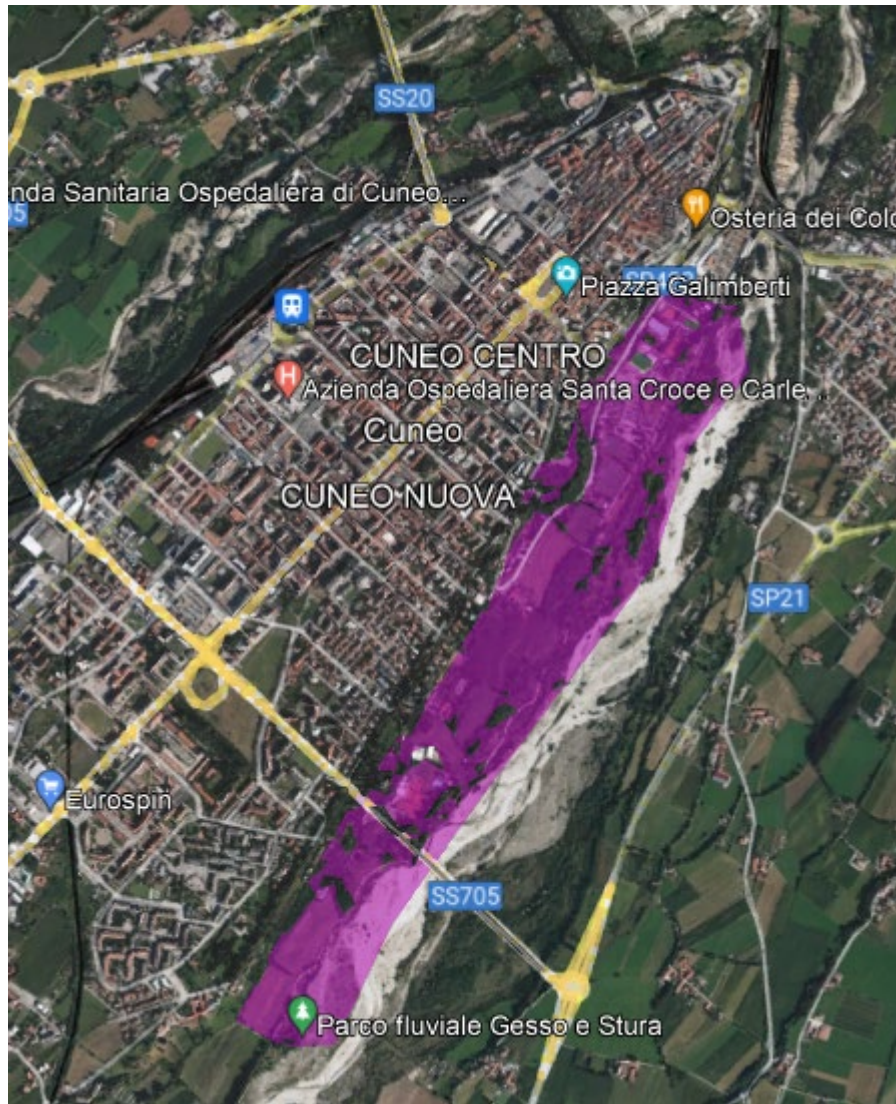 SS20
nda Sanitaria Ospedaliera di Cuneo...
05
Osteria dei Colo
Piazza Galimberti
CUNEO CENTRO
H
Azienda Ospedaliera Santa Croce e Carle...
Cuneo
CUNEO NUOVA
SP21
Eurospin
SS705
Parco fluviale Gesso e Stura